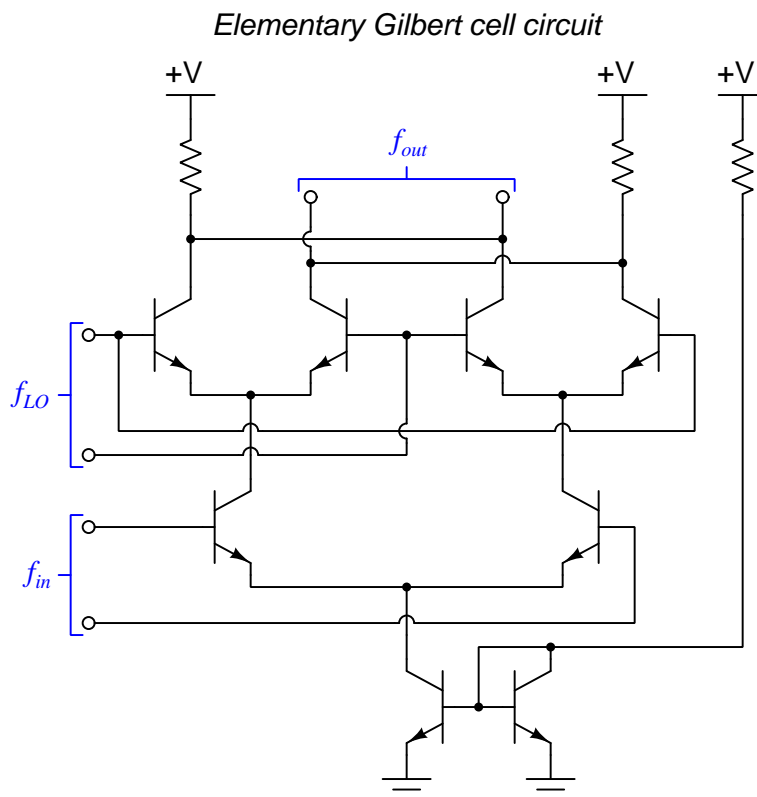 Elementary Gilbert cell circuit
+V +V +V
f_out
f_LO
f_in